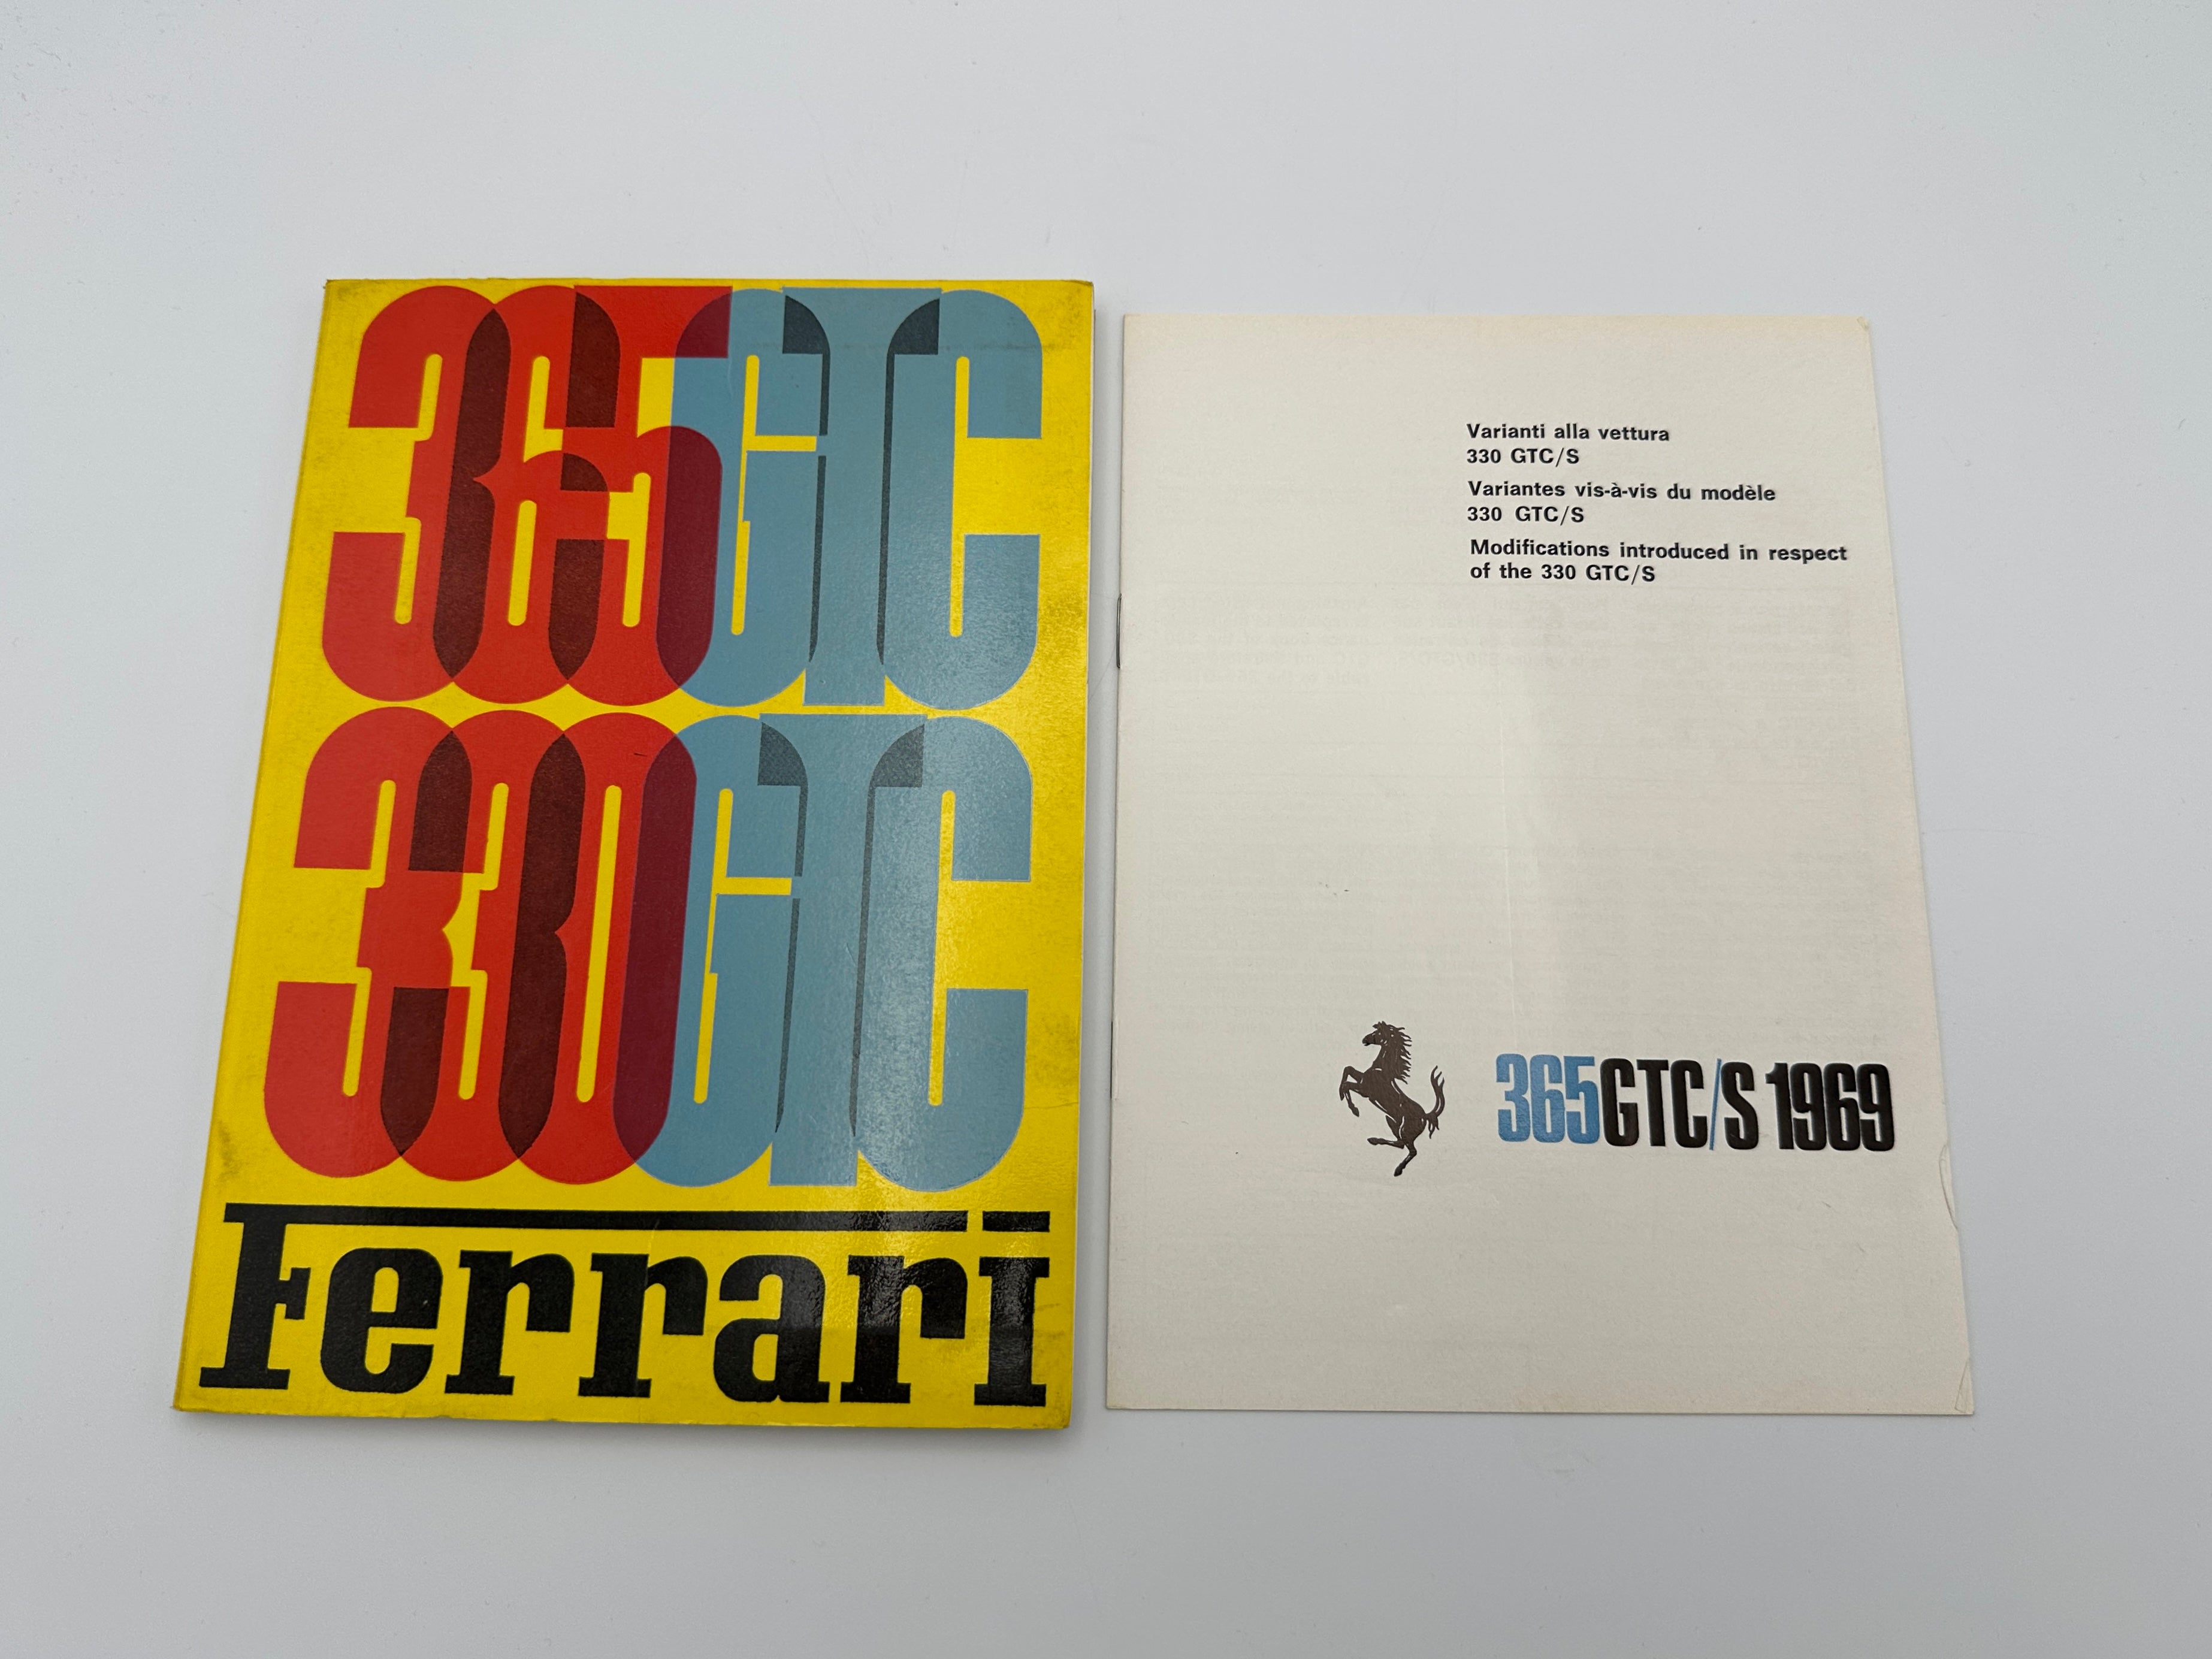 365GTC
330GTC
Ferrari
Varianti alla vettura
330 GTC/S
Variantes vis-à-vis du modèle
330 GTC/S
Modifications introduced in respect
of the 330 GTC/S
365GTC/S 1969